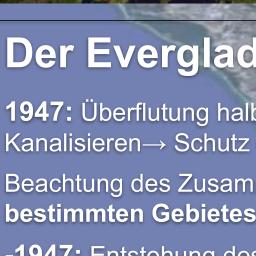 Der Everglad
1947: Überflutung halb
Kanalisieren→ Schutz
Beachtung des Zusam
bestimmten Gebietes
-1947: Entstehung des